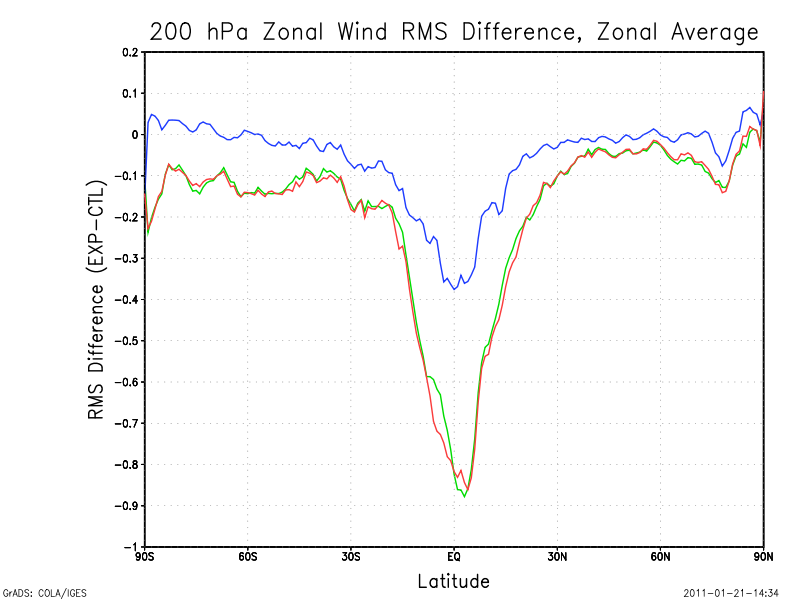 200 hPa Zonal Wind RMS Difference, Zonal Average
0.2
0.1
0
-0.1
-0.2
-0.3
-0.4
-0.5
-0.6
-0.7
-0.8
-0.9
-1
RMS Difference (EXP-CTL)
90S 60S 30S EQ 30N 60N 90N
Latitude
GrADS: COLA/IGES
2011-01-21-14:34